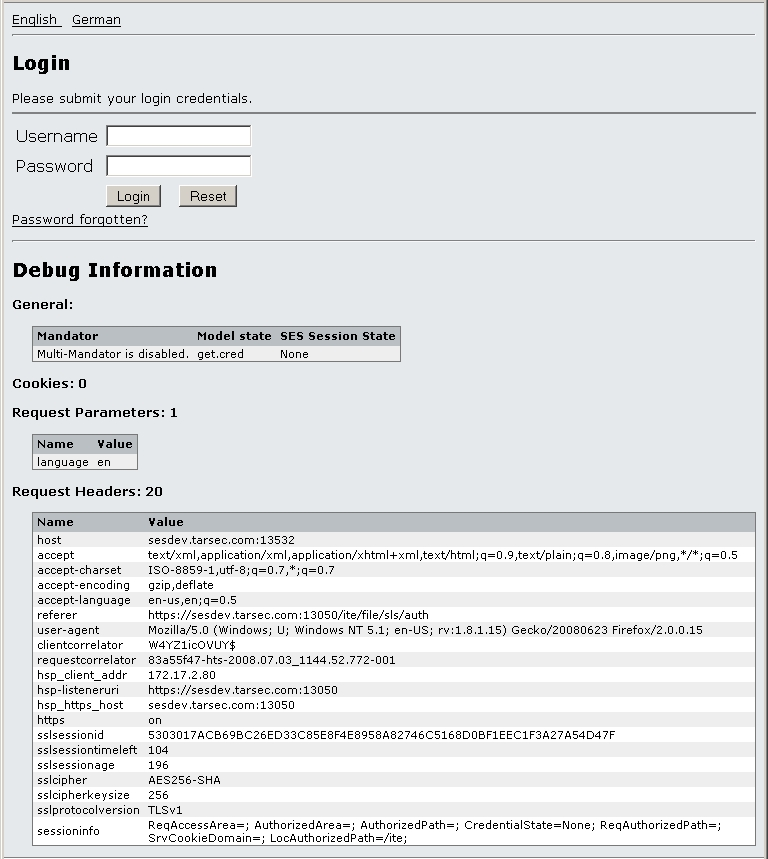 English German
Login
Please submit your login credentials.
Username
Password
Login Reset
Password forgotten?
Debug Information
General:
Mandator Model state SES Session State
Multi-Mandator is disabled. get.cred None
Cookies: 0
Request Parameters: 1
Name Value
language en
Request Headers: 20
Name Value
host sesdev.tarsec.com:13532
accept text/xml,application/xml,application/xhtml+xml,text/html;q=0.9,text/plain;q=0.8,image/png,*/*;q=0.5
accept-charset ISO-8859-1,utf-8;q=0.7,*;q=0.7
accept-encoding gzip,deflate
accept-language en-us,en;q=0.5
referer https://sesdev.tarsec.com:13050/ite/file/sls/auth
user-agent Mozilla/5.0 (Windows; U; Windows NT 5.1; en-US; rv:1.8.1.15) Gecko/20080623 Firefox/2.0.0.15
clientcorrelator W4YZ1icOVUY$
requestcorrelator 83a55f47-hts-2008.07.03_1144.52.772-001
hsp_client_addr 172.17.2.80
hsp-listeneruri https://sesdev.tarsec.com:13050
hsp_https_host sesdev.tarsec.com:13050
https on
sslsessionid 5303017ACB69BC26ED33C85E8F4E8958A82746C5168D0BF1EEC1F3A27A54D47F
sslsessiontimeleft 104
sslsessionage 196
sslcipher AES256-SHA
sslcipherkeysize 256
sslprotocolversion TLSv1
sessioninfo ReqAccessArea=; AuthorizedArea=; AuthorizedPath=; CredentialState=None; ReqAuthorizedPath=;
SrvCookieDomain=; LocAuthorizedPath=/ite;